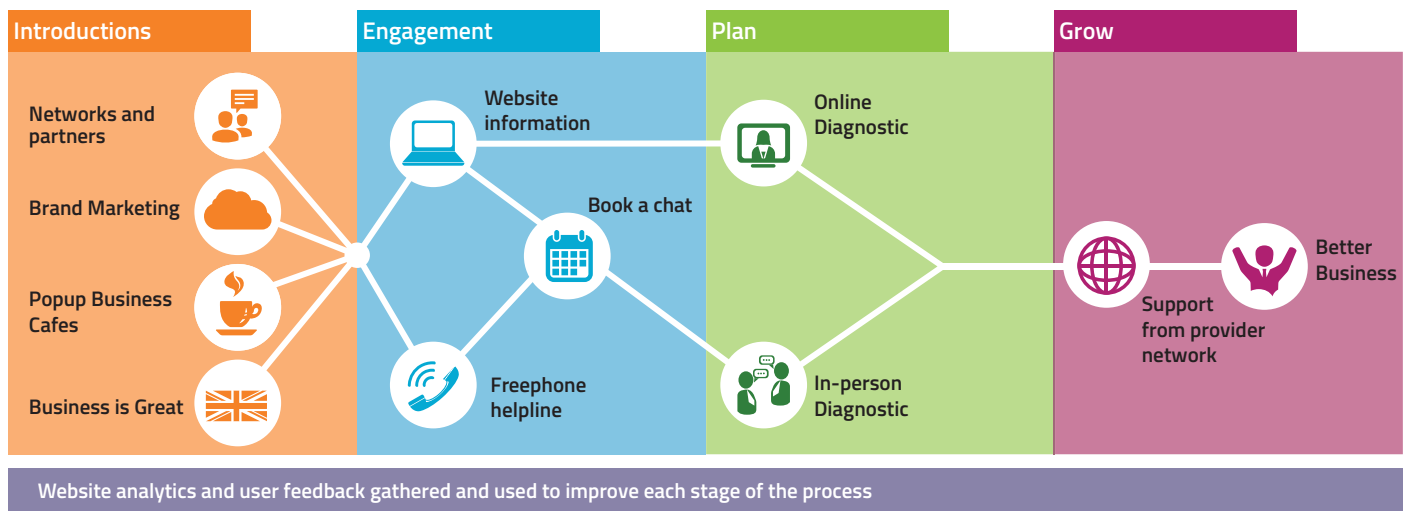 Introductions
Engagement
Plan
Grow
Networks and
partners
Brand Marketing
Popup Business
Cafes
Business is Great
Website
information
Book a chat
Freephone
helpline
Online
Diagnostic
In-person
Diagnostic
Support
from provider
network
Better
Business
Website analytics and user feedback gathered and used to improve each stage of the process